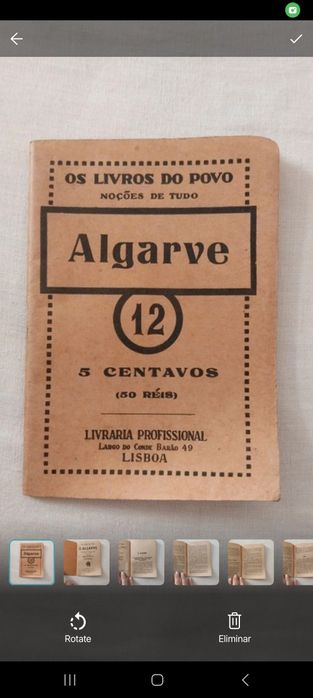 OS LIVROS DO POVO
NOÇÕES DE TUDO
Algarve
12
5 CENTAVOS
(50 RÉIS)
LIVRARIA PROFISSIONAL
LARGO DO CONDE BARÃO 49
LISBOA
Rotate
Eliminar